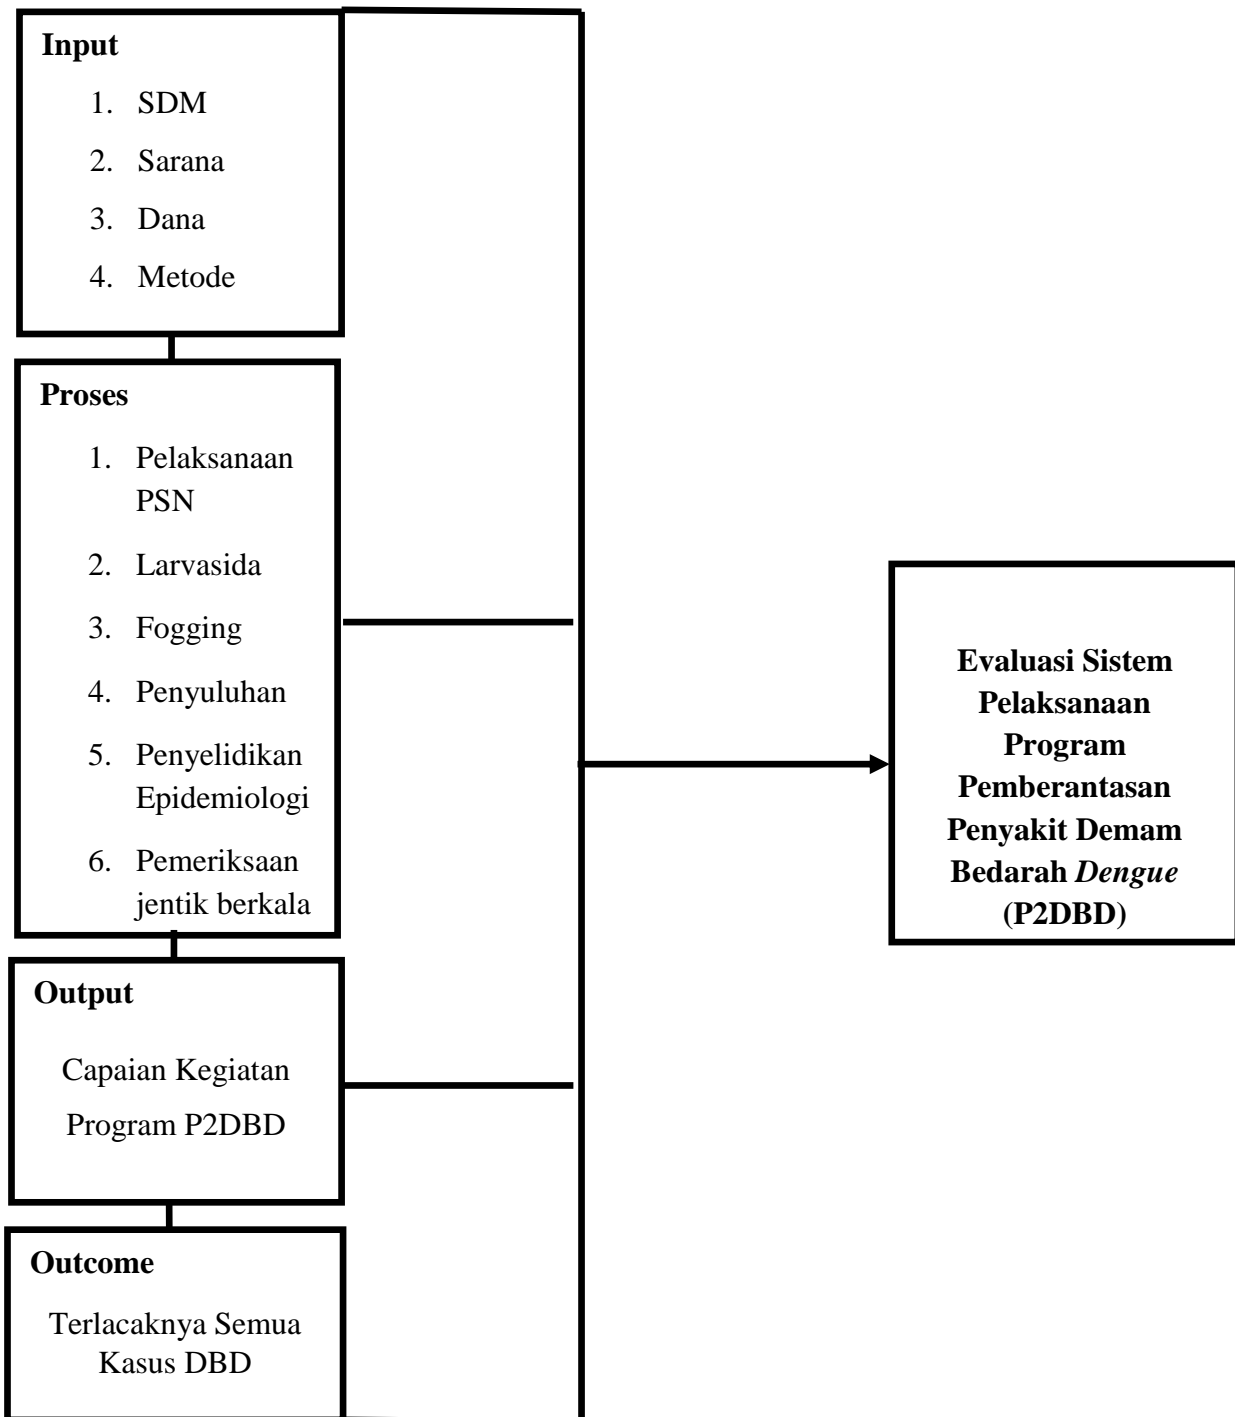 Input
1. SDM
2. Sarana
3. Dana
4. Metode
Proses
1. Pelaksanaan
PSN
2. Larvasida
3. Fogging
4. Penyuluhan
5. Penyelidikan
Epidemiologi
6. Pemeriksaan
jentik berkala
Output
Capaian Kegiatan
Program P2DBD
Outcome
Terlacaknya Semua
Kasus DBD
Evaluasi Sistem
Pelaksanaan
Program
Pemberantasan
Penyakit Demam
Bedarah Dengue
(P2DBD)